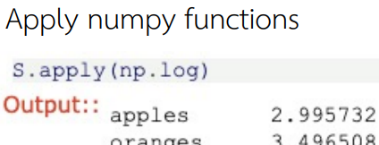 Apply numpy functions
S.apply(np.log)
Output:: apples 2.995732
oranges 3.496508